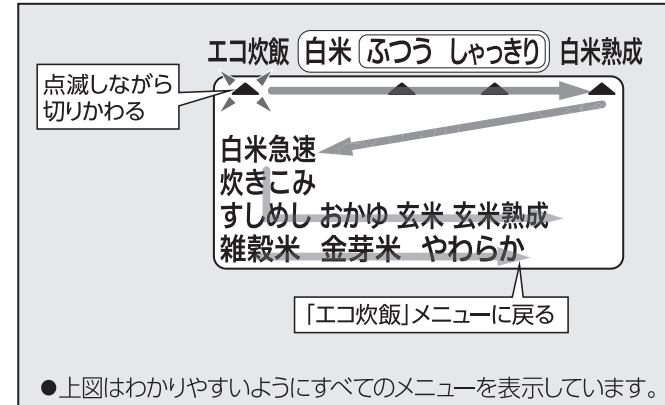 エコ炊飯 白米 ふつう しゃっきり 白米熟成
点滅しながら
切りかわる
白米急速
炊きこみ
すしめし おかゆ 玄米 玄米熟成
雑穀米 金芽米 やわらか
「エコ炊飯」メニューに戻る
●上図はわかりやすいようにすべてのメニューを表示しています。